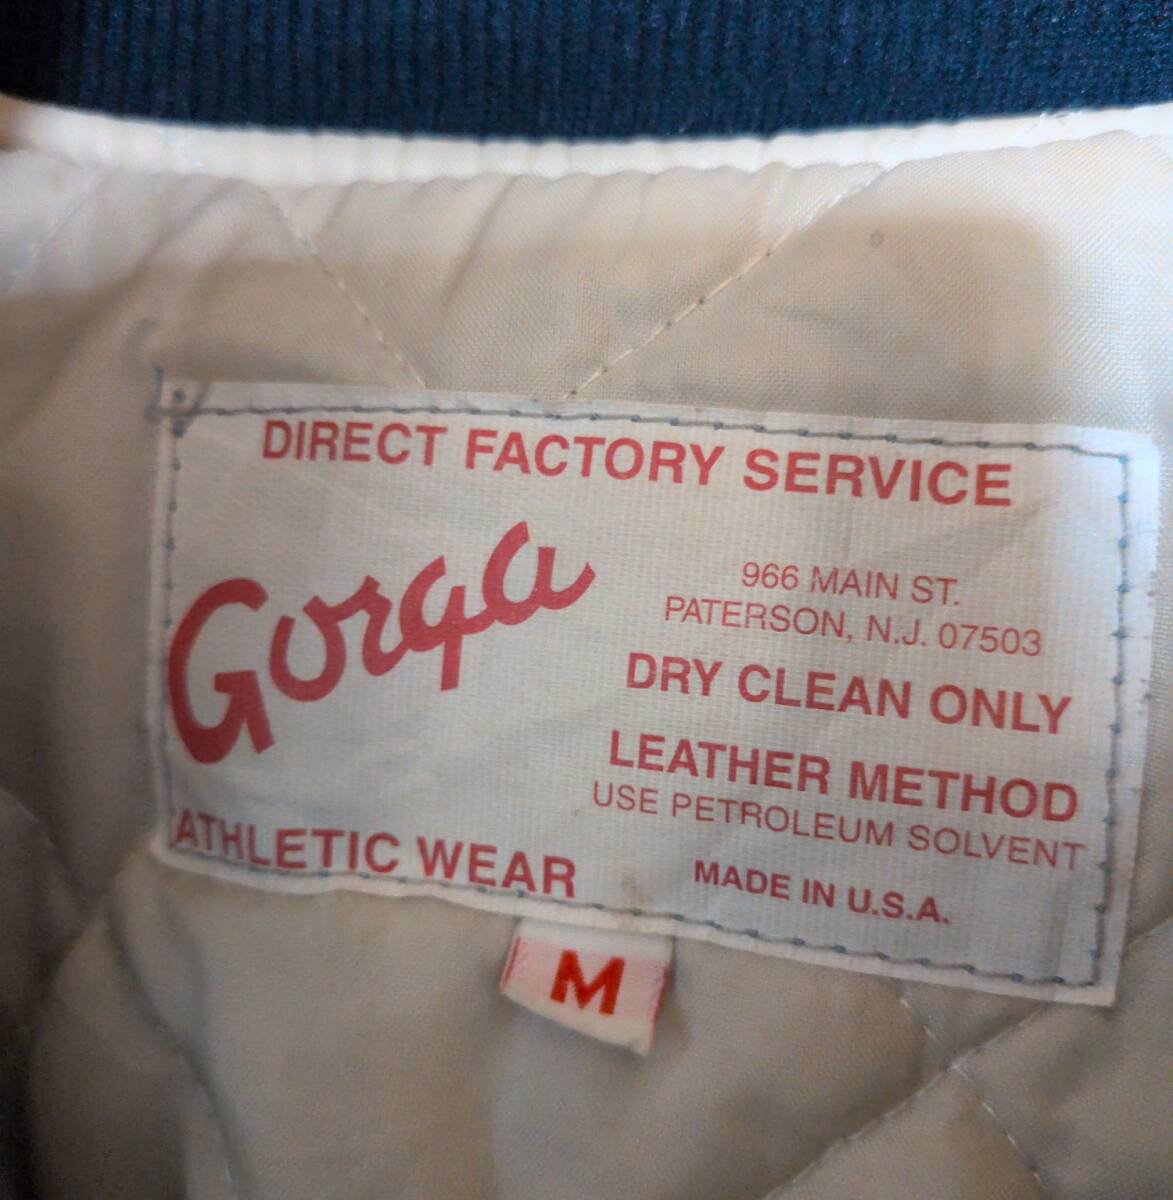 DIRECT FACTORY SERVICE
Gorga
966 MAIN ST.
PATERSON, N.J. 07503
DRY CLEAN ONLY
LEATHER METHOD
USE PETROLEUM SOLVENT
ATHLETIC WEAR
MADE IN U.S.A.
M